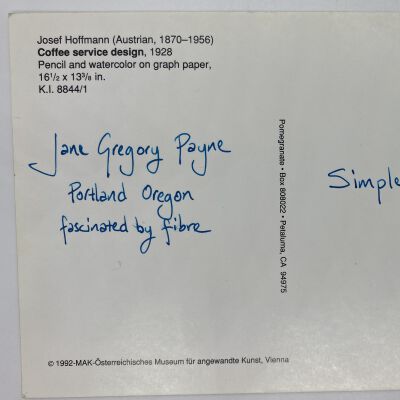 Josef Hoffmann (Austrian, 1870–1956)
Coffee service design, 1928
Pencil and watercolor on graph paper,
16½ x 13⅜ in.
K.I. 8844/1
Jane Gregory Payne
Portland Oregon
fascinated by fibre
Pomegranate • Box 808022 • Petaluma, CA 94975
Simple
© 1992-MAK-Österreichisches Museum für angewandte Kunst, Vienna